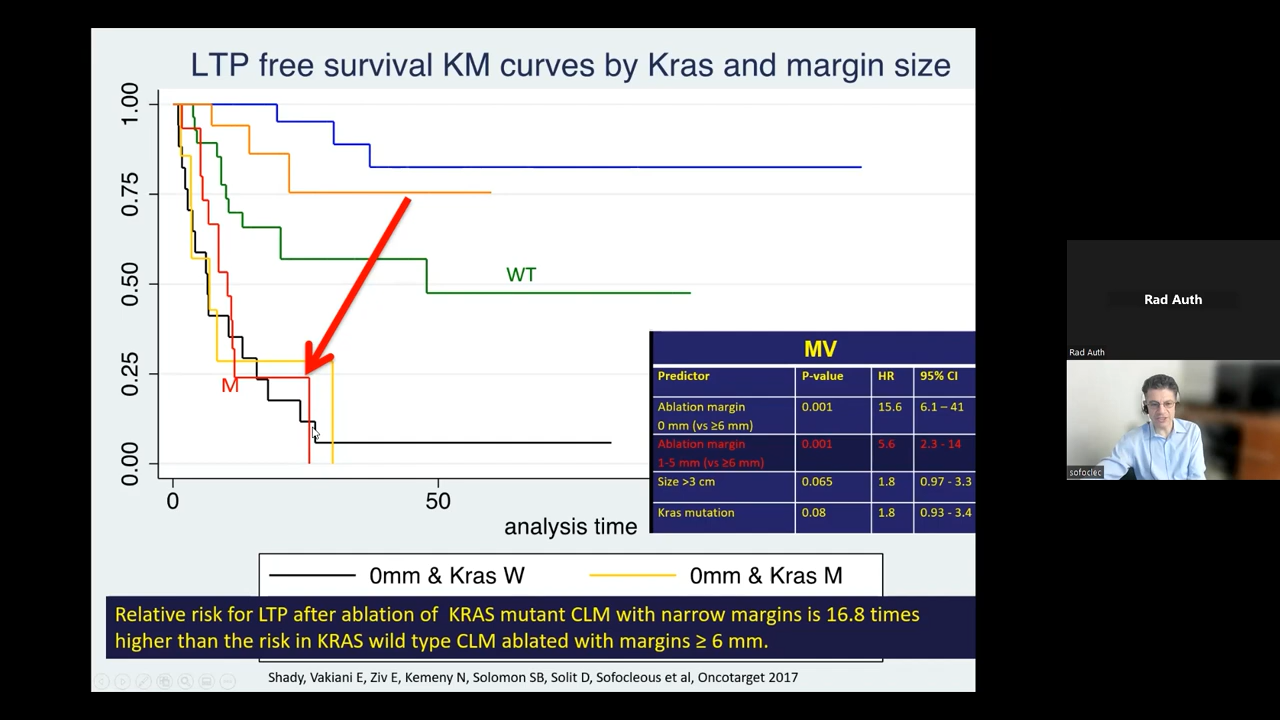 LTP free survival KM curves by Kras and margin size
1.00
0.75
0.50
0.25
0.00
WT
M
0
50
analysis time
MV
Predictor P-value HR 95% CI
Ablation margin
0 mm (vs ≥6 mm) 0.001 15.6 6.1 – 41
Ablation margin
1-5 mm (vs ≥6 mm) 0.001 5.6 2.3 - 14
Size >3 cm 0.065 1.8 0.97 - 3.3
Kras mutation 0.08 1.8 0.93 - 3.4
0mm & Kras W 0mm & Kras M
Relative risk for LTP after ablation of KRAS mutant CLM with narrow margins is 16.8 times
higher than the risk in KRAS wild type CLM ablated with margins ≥ 6 mm.
Shady, Vakiani E, Ziv E, Kemeny N, Solomon SB, Solit D, Sofocleous et al, Oncotarget 2017
Rad Auth
Rad Auth
sofoclec